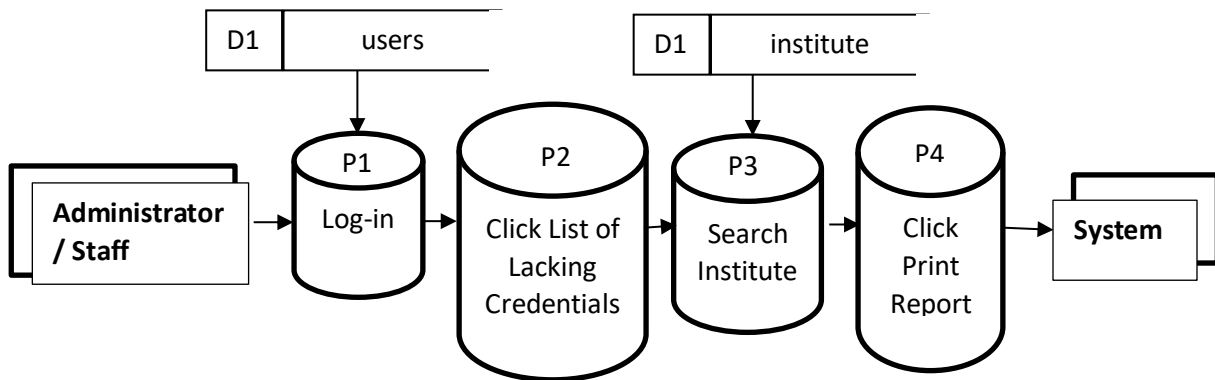 D1 users
D1 institute
Administrator
/ Staff
P1
Log-in
P2
Click List of
Lacking
Credentials
P3
Search
Institute
P4
Click
Print
Report
System